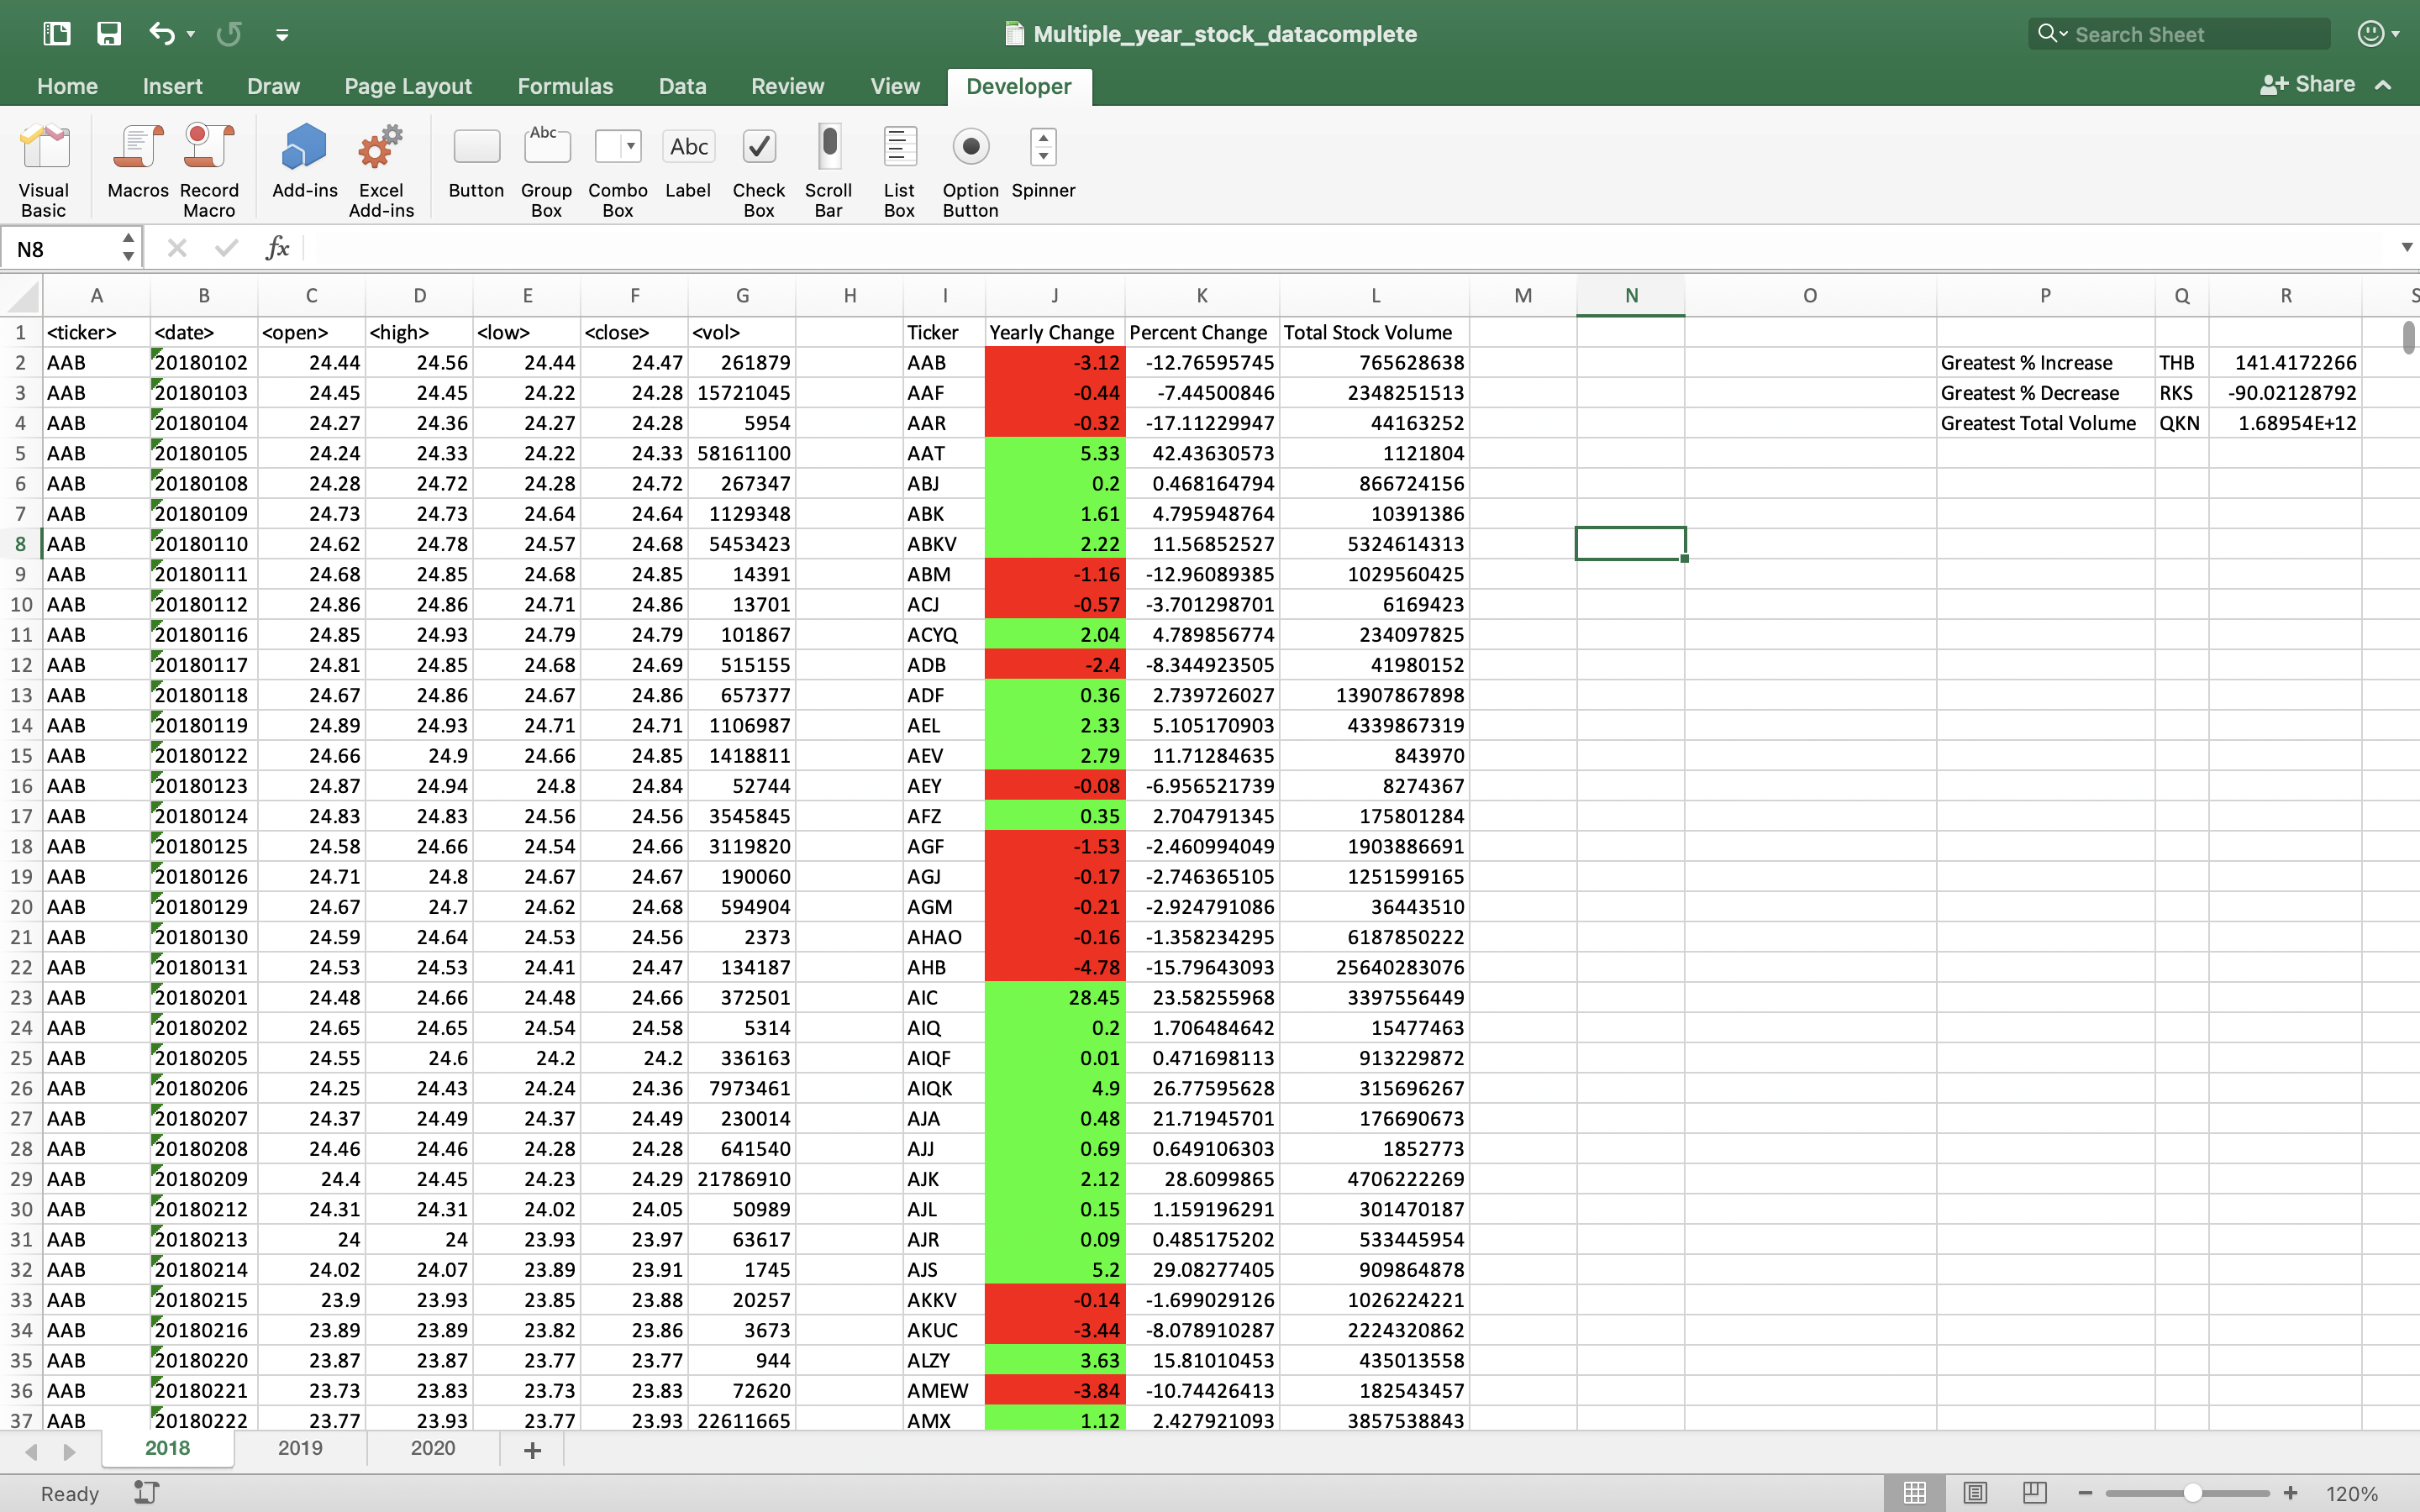 Multiple_year_stock_datacomplete
Search Sheet
Home Insert Draw Page Layout Formulas Data Review View Developer Share
Visual Basic Macros Record Macro Add-ins Excel Add-ins Button Group Box Combo Box Label Check Box Scroll Bar List Box Option Button Spinner
Abc Abc
N8 fx
A B C D E F G H I J K L M N O P Q R S
1 <ticker> <date> <open> <high> <low> <close> <vol> Ticker Yearly Change Percent Change Total Stock Volume
2 AAB 20180102 24.44 24.56 24.44 24.47 261879 AAB -3.12 -12.76595745 765628638 Greatest % Increase THB 141.4172266
3 AAB 20180103 24.45 24.45 24.22 24.28 15721045 AAF -0.44 -7.44500846 2348251513 Greatest % Decrease RKS -90.02128792
4 AAB 20180104 24.27 24.36 24.27 24.28 5954 AAR -0.32 -17.11229947 44163252 Greatest Total Volume QKN 1.68954E+12
5 AAB 20180105 24.24 24.33 24.22 24.33 58161100 AAT 5.33 42.43630573 1121804
6 AAB 20180108 24.28 24.72 24.28 24.72 267347 ABJ 0.2 0.468164794 866724156
7 AAB 20180109 24.73 24.73 24.64 24.64 1129348 ABK 1.61 4.795948764 10391386
8 AAB 20180110 24.62 24.78 24.57 24.68 5453423 ABKV 2.22 11.56852527 5324614313
9 AAB 20180111 24.68 24.85 24.68 24.85 14391 ABM -1.16 -12.96089385 1029560425
10 AAB 20180112 24.86 24.86 24.71 24.86 13701 ACJ -0.57 -3.701298701 6169423
11 AAB 20180116 24.85 24.93 24.79 24.79 101867 ACYQ 2.04 4.789856774 234097825
12 AAB 20180117 24.81 24.85 24.68 24.69 515155 ADB -2.4 -8.344923505 41980152
13 AAB 20180118 24.67 24.86 24.67 24.86 657377 ADF 0.36 2.739726027 13907867898
14 AAB 20180119 24.89 24.93 24.71 24.71 1106987 AEL 2.33 5.105170903 4339867319
15 AAB 20180122 24.66 24.9 24.66 24.85 1418811 AEV 2.79 11.71284635 843970
16 AAB 20180123 24.87 24.94 24.8 24.84 52744 AEY -0.08 -6.956521739 8274367
17 AAB 20180124 24.83 24.83 24.56 24.56 3545845 AFZ 0.35 2.704791345 175801284
18 AAB 20180125 24.58 24.66 24.54 24.66 3119820 AGF -1.53 -2.460994049 1903886691
19 AAB 20180126 24.71 24.8 24.67 24.67 190060 AGJ -0.17 -2.746365105 1251599165
20 AAB 20180129 24.67 24.7 24.62 24.68 594904 AGM -0.21 -2.924791086 36443510
21 AAB 20180130 24.59 24.64 24.53 24.56 2373 AHAO -0.16 -1.358234295 6187850222
22 AAB 20180131 24.53 24.53 24.41 24.47 134187 AHB -4.78 -15.79643093 25640283076
23 AAB 20180201 24.48 24.66 24.48 24.66 372501 AIC 28.45 23.58255968 3397556449
24 AAB 20180202 24.65 24.65 24.54 24.58 5314 AIQ 0.2 1.706484642 15477463
25 AAB 20180205 24.55 24.6 24.2 24.2 336163 AIQF 0.01 0.471698113 913229872
26 AAB 20180206 24.25 24.43 24.24 24.36 7973461 AIQK 4.9 26.77595628 315696267
27 AAB 20180207 24.37 24.49 24.37 24.49 230014 AJA 0.48 21.71945701 176690673
28 AAB 20180208 24.46 24.46 24.28 24.28 641540 AJJ 0.69 0.649106303 1852773
29 AAB 20180209 24.4 24.45 24.23 24.29 21786910 AJK 2.12 28.6099865 4706222269
30 AAB 20180212 24.31 24.31 24.02 24.05 50989 AJL 0.15 1.159196291 301470187
31 AAB 20180213 24 24 23.93 23.97 63617 AJR 0.09 0.485175202 533445954
32 AAB 20180214 24.02 24.07 23.89 23.91 1745 AJS 5.2 29.08277405 909864878
33 AAB 20180215 23.9 23.93 23.85 23.88 20257 AKKV -0.14 -1.699029126 1026224221
34 AAB 20180216 23.89 23.89 23.82 23.86 3673 AKUC -3.44 -8.078910287 2224320862
35 AAB 20180220 23.87 23.87 23.77 23.77 944 ALZY 3.63 15.81010453 435013558
36 AAB 20180221 23.73 23.83 23.73 23.83 72620 AMEW -3.84 -10.74426413 182543457
37 AAB 20180222 23.77 23.93 23.77 23.93 22611665 AMX 1.12 2.427921093 3857538843
2018 2019 2020
Ready 120%